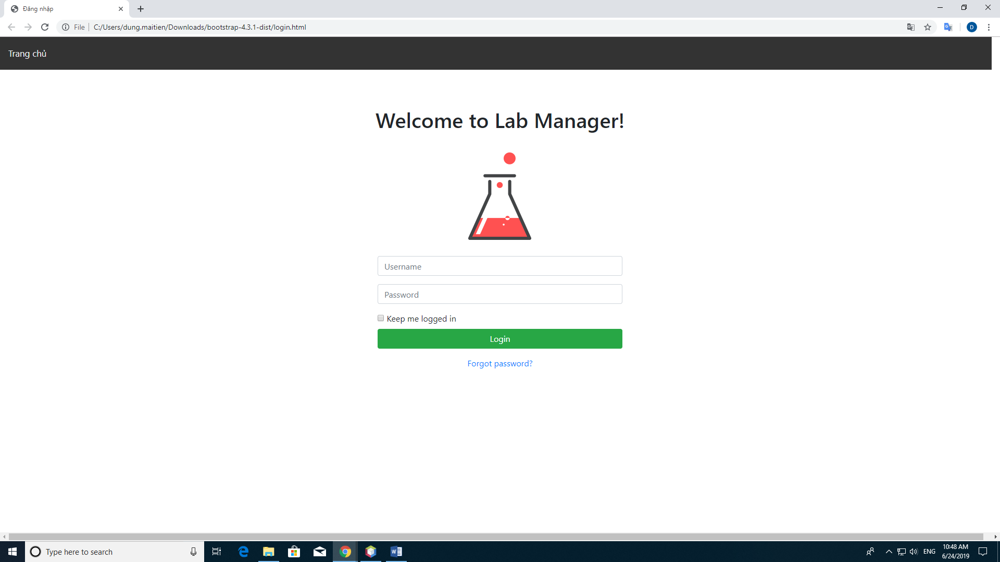 Đăng nhập
File
C:/Users/dung.maitien/Downloads/bootstrap-4.3.1-dist/login.html
D
Trang chủ
Welcome to Lab Manager!
Username
Password
Keep me logged in
Login
Forgot password?
Type here to search
ENG
10:48 AM
6/24/2019